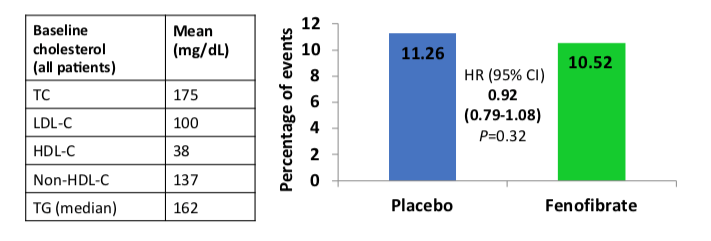 Baseline
cholesterol
(all patients)
Mean
(mg/dL)
TC
175
LDL-C
100
HDL-C
38
Non-HDL-C
137
TG (median)
162
Percentage of events
12
10
8
6
4
2
0
11.26
HR (95% CI)
0.92
(0.79-1.08)
P=0.32
10.52
Placebo
Fenofibrate